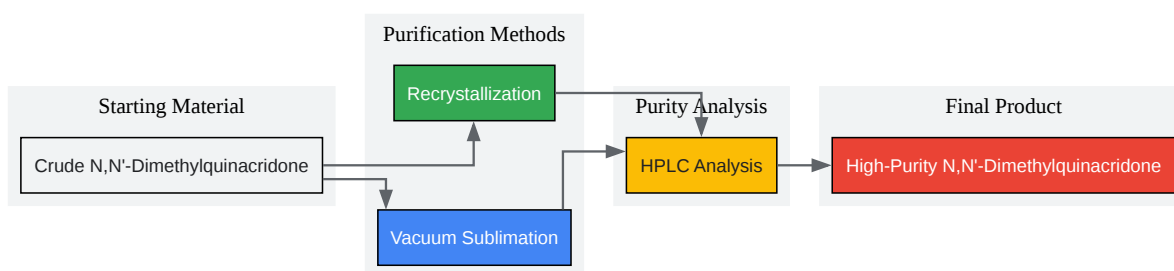 Purification Methods
Starting Material
Recrystallization
Purity Analysis
Final Product
Crude N,N'-Dimethylquinacridone
HPLC Analysis
High-Purity N,N'-Dimethylquinacridone
Vacuum Sublimation